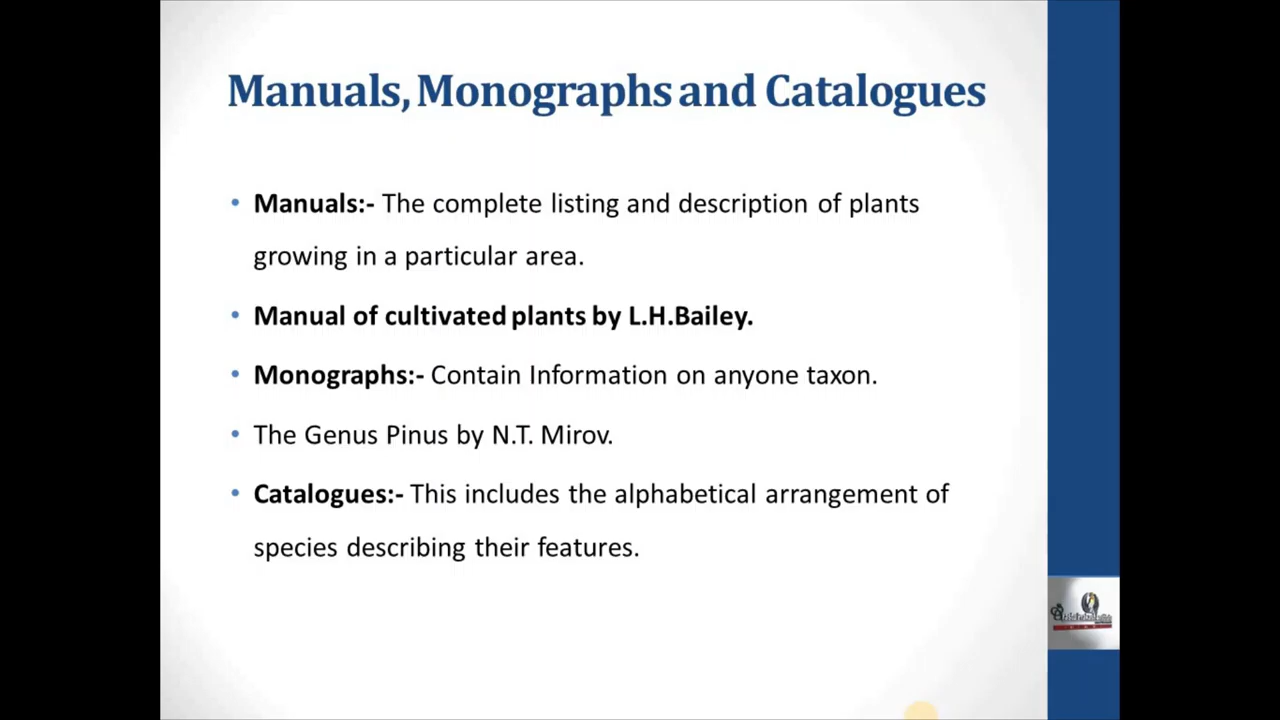 Manuals, Monographs and Catalogues
• Manuals:- The complete listing and description of plants
growing in a particular area.
• Manual of cultivated plants by L.H.Bailey.
• Monographs:- Contain Information on anyone taxon.
• The Genus Pinus by N.T. Mirov.
• Catalogues:- This includes the alphabetical arrangement of
species describing their features.